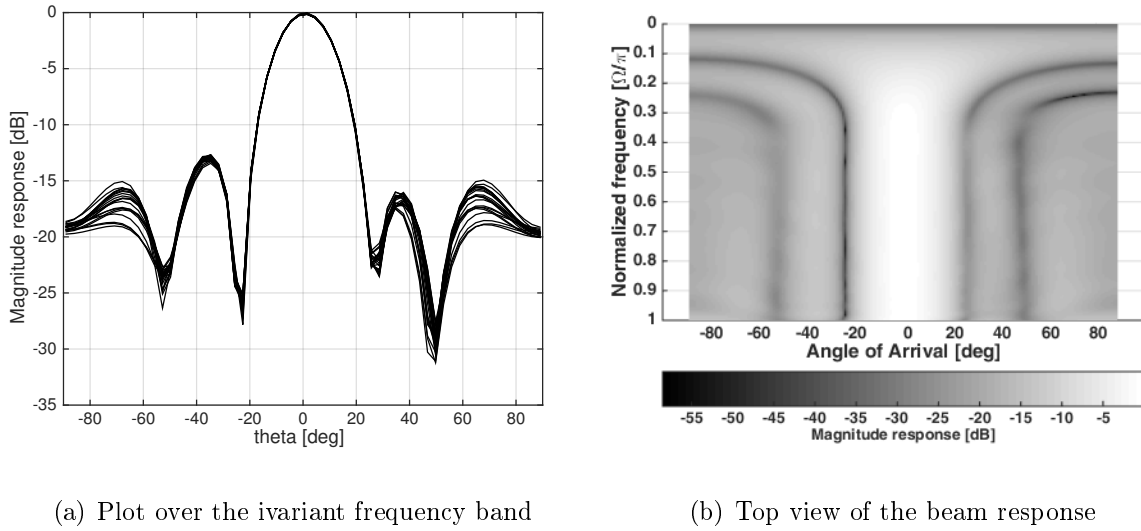 0
-5
-10
-15
-20
-25
-30
-35
Magnitude response [dB]
-80 -60 -40 -20 0 20 40 60 80
theta [deg]
(a) Plot over the ivariant frequency band
0
0.1
0.2
0.3
0.4
0.5
0.6
0.7
0.8
0.9
1
Normalized frequency [Ω/π]
-80 -60 -40 -20 0 20 40 60 80
Angle of Arrival [deg]
-55 -50 -45 -40 -35 -30 -25 -20 -15 -10 -5
Magnitude response [dB]
(b) Top view of the beam response